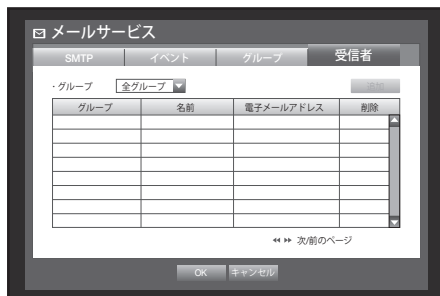 メールサービス
SMTP イベント グループ 受信者
・グループ 全グループ 追加
グループ 名前 電子メールアドレス 削除
次/前のページ
OK キャンセル